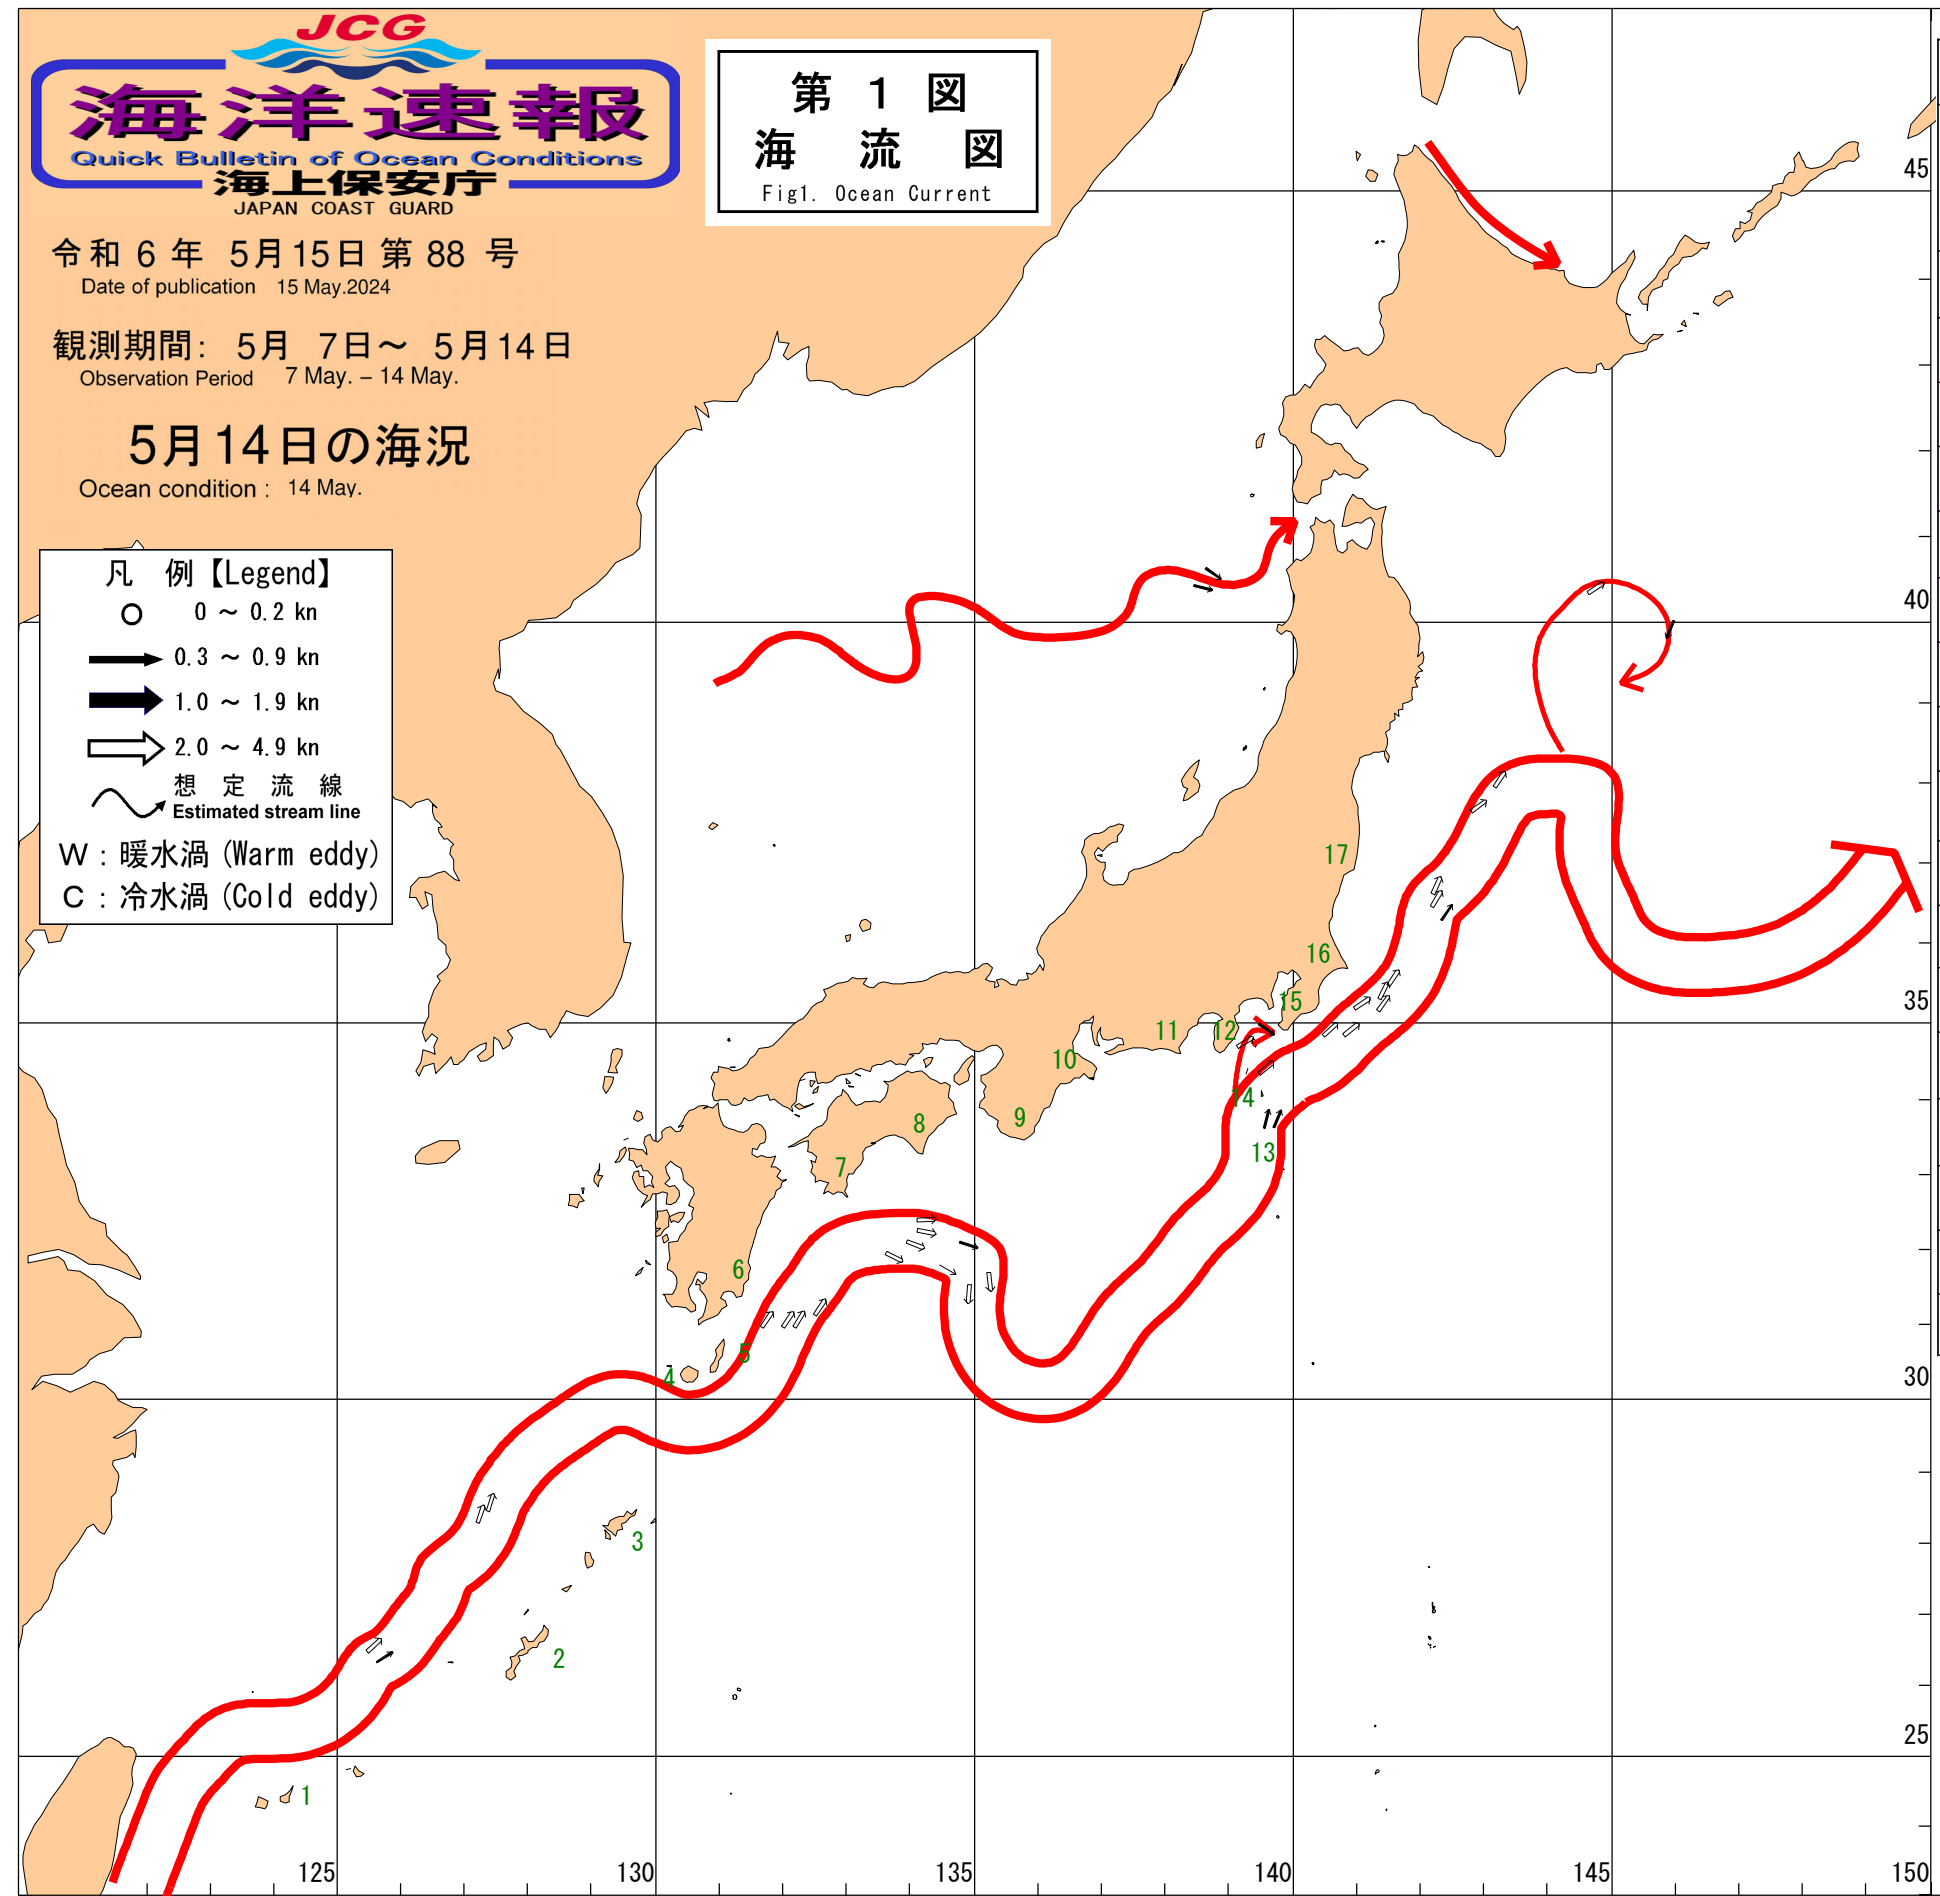 JCG
海洋速報
Quick Bulletin of Ocean Conditions
海上保安庁
JAPAN COAST GUARD
令和 6 年 5月15日 第 88 号
Date of publication 15 May.2024
観測期間: 5月 7日～ 5月14日
Observation Period 7 May. – 14 May.
5月14日の海況
Ocean condition : 14 May.
第 1 図
海 流 図
Fig1. Ocean Current
凡 例【Legend】
0 ～ 0.2 kn
0.3 ～ 0.9 kn
1.0 ～ 1.9 kn
2.0 ～ 4.9 kn
想 定 流 線
Estimated stream line
W : 暖水渦 (Warm eddy)
C : 冷水渦 (Cold eddy)
45
40
17
16
35
15
12
11
10
14
9
8
13
7
6
5
4
30
3
2
25
1
125
130
135
140
145
150